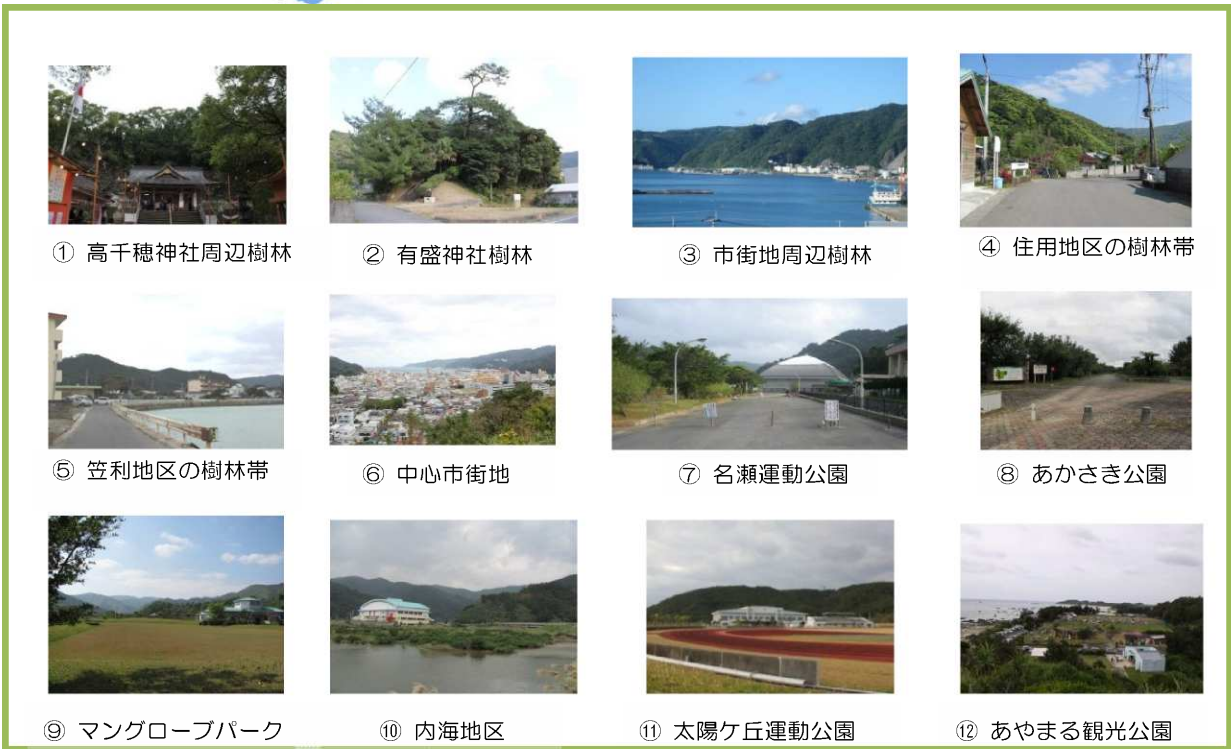 ① 高千穂神社周辺樹林
② 有盛神社樹林
③ 市街地周辺樹林
④ 住用地区の樹林帯
⑤ 笠利地区の樹林帯
⑥ 中心市街地
⑦ 名瀬運動公園
⑧ あかさき公園
⑨ マングローブパーク
⑩ 内海地区
⑪ 太陽ケ丘運動公園
⑫ あやまる観光公園